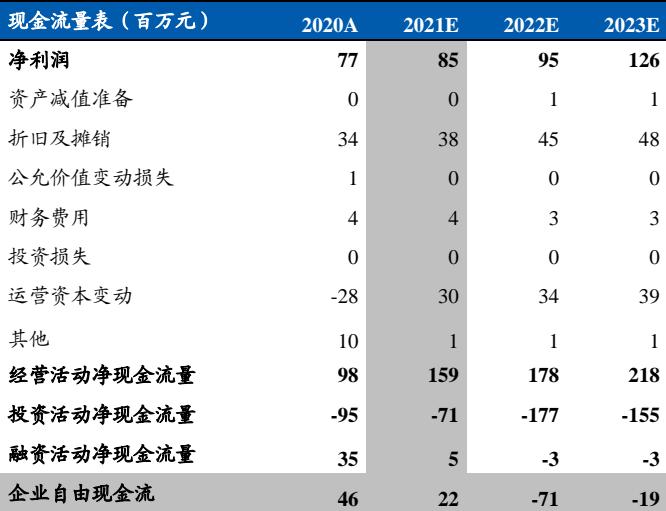 现金流量表（百万元） 2020A 2021E 2022E 2023E
净利润 77 85 95 126
资产减值准备 0 0 1 1
折旧及摊销 34 38 45 48
公允价值变动损失 1 0 0 0
财务费用 4 4 3 3
投资损失 0 0 0 0
运营资本变动 -28 30 34 39
其他 10 1 1 1
经营活动净现金流量 98 159 178 218
投资活动净现金流量 -95 -71 -177 -155
融资活动净现金流量 35 5 -3 -3
企业自由现金流 46 22 -71 -19